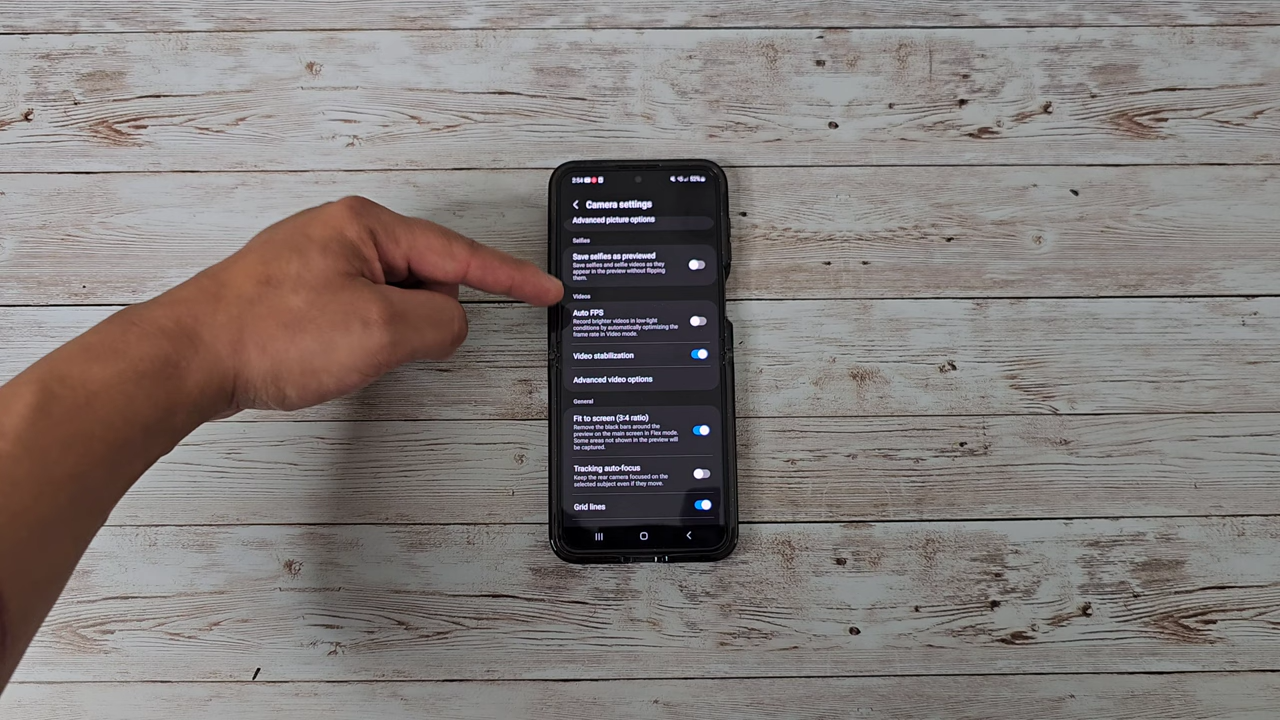 2:54
62%
Camera settings
Advanced picture options
Selfies
Save selfies as previewed
Save selfies and selfie videos as they
appear in the preview without flipping
them.
Videos
Auto FPS
Record brighter videos in low-light
conditions by automatically optimizing the
frame rate in Video mode.
Video stabilization
Advanced video options
General
Fit to screen (3:4 ratio)
Remove the black bars around the
preview on the main screen in Flex mode.
Some areas not shown in the preview will
be captured.
Tracking auto-focus
Keep the rear camera focused on the
selected subject even if they move.
Grid lines